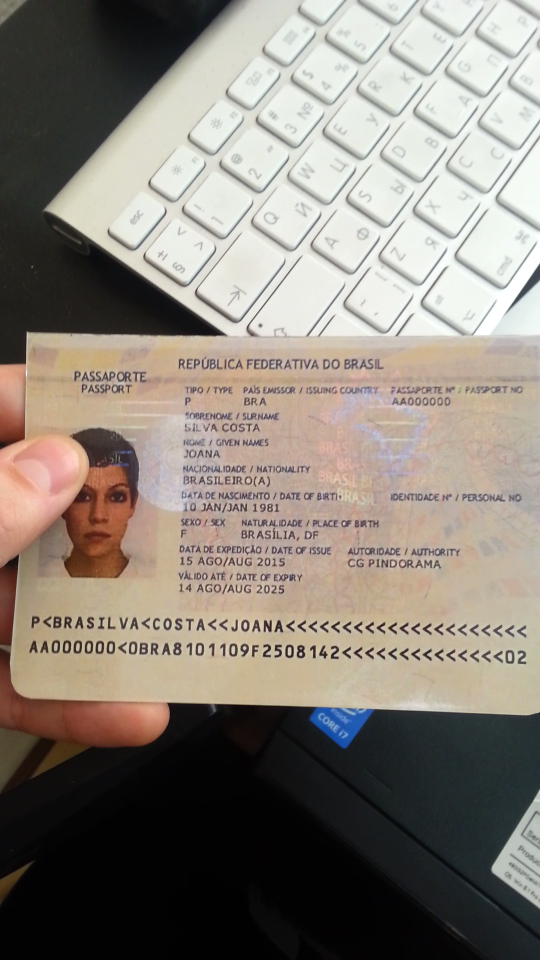 esc
REPÚBLICA FEDERATIVA DO BRASIL
PASSAPORTE
PASSPORT
TIPO / TYPE PAÍS EMISSOR / ISSUING COUNTRY PASSAPORTE Nº / PASSPORT NO
P BRA AA000000
SOBRENOME / SURNAME
SILVA COSTA
NOME / GIVEN NAMES
JOANA
NACIONALIDADE / NATIONALITY
BRASILEIRO(A)
DATA DE NASCIMENTO / DATE OF BIRTH IDENTIDADE Nº / PERSONAL NO
10 JAN/JAN 1981
SEXO / SEX NATURALIDADE / PLACE OF BIRTH
F BRASÍLIA, DF
DATA DE EXPEDIÇÃO / DATE OF ISSUE AUTORIDADE / AUTHORITY
15 AGO/AUG 2015 CG PINDORAMA
VÁLIDO ATÉ / DATE OF EXPIRY
14 AGO/AUG 2025
P<BRASILVA<COSTA<<JOANA<<<<<<<<<<<<<<<<<<<<<
AA000000<0BRA8101109F2508142<<<<<<<<<<<<<<02
inside
CORE i7